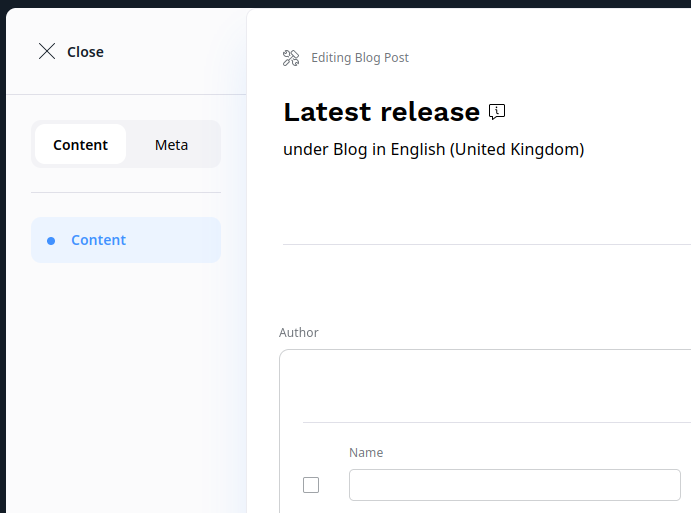 Close
Content
Meta
Content
Editing Blog Post
Latest release
under Blog in English (United Kingdom)
Author
Name